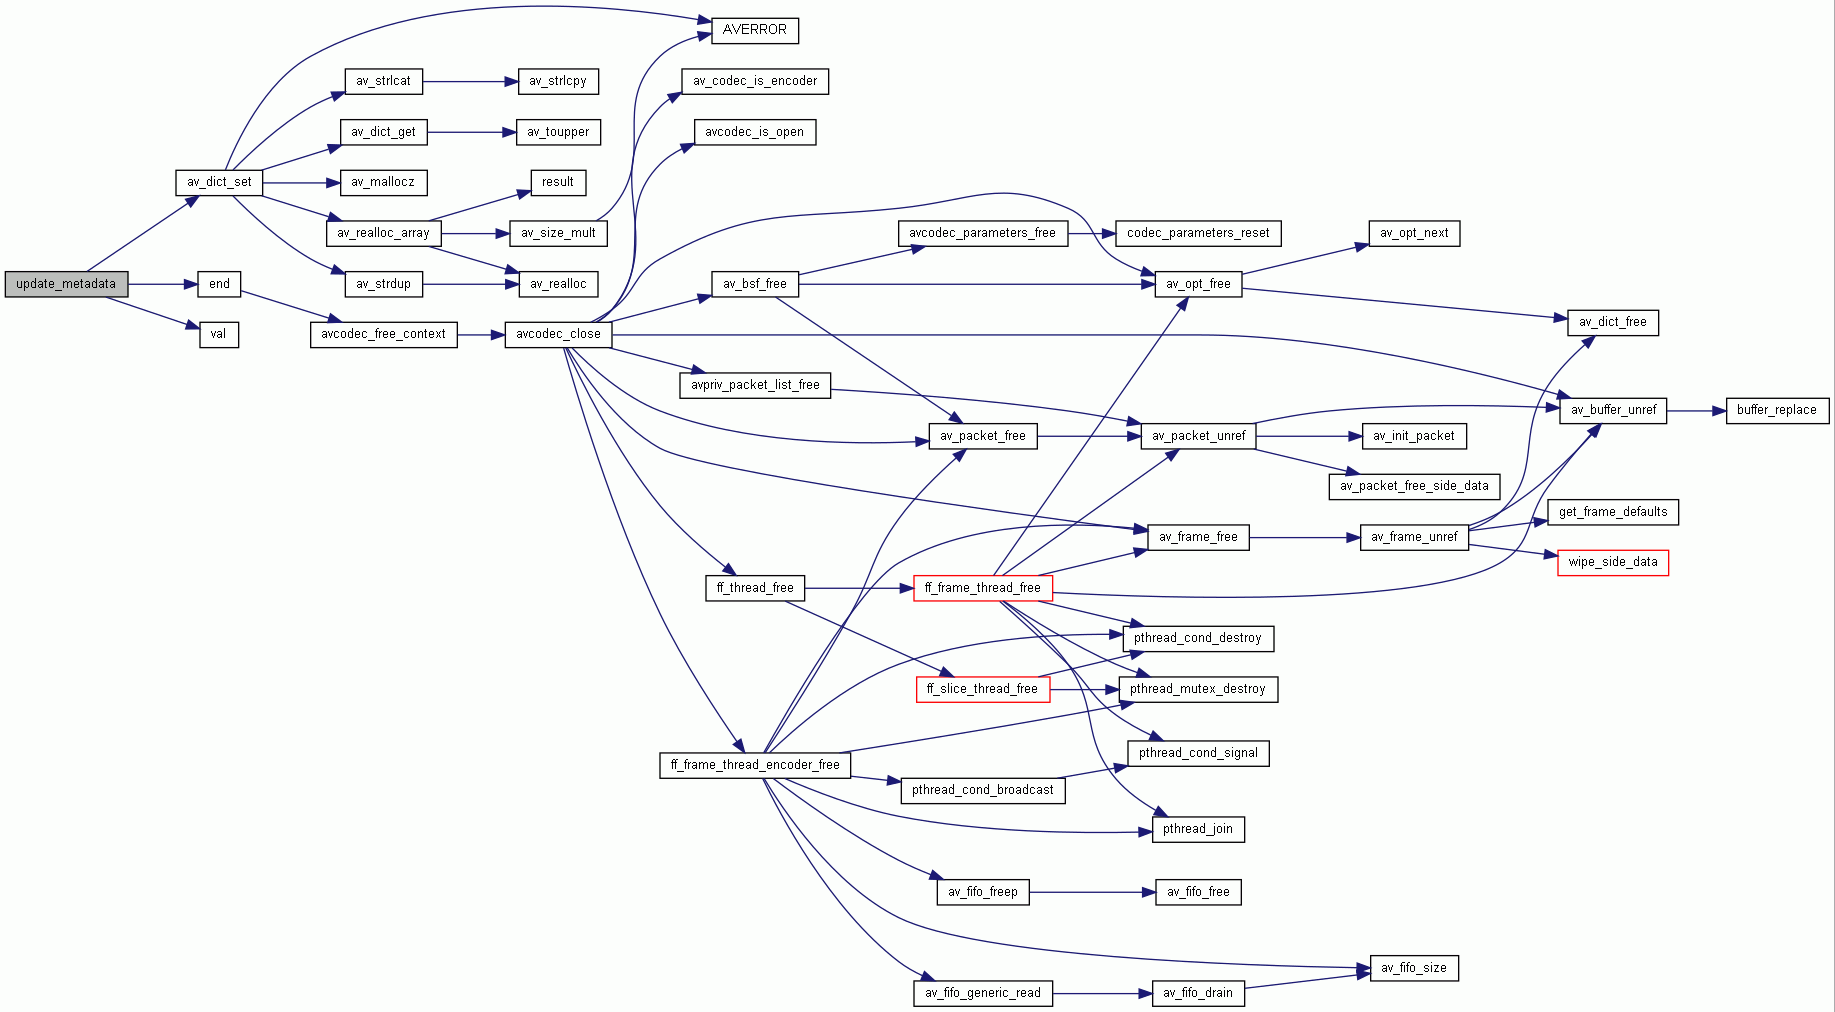 AVERROR
av_strlcat
av_strlcpy
av_codec_is_encoder
av_dict_get
av_toupper
avcodec_is_open
av_dict_set
av_mallocz
result
av_realloc_array
av_size_mult
avcodec_parameters_free
codec_parameters_reset
av_opt_next
update_metadata
end
av_strdup
av_realloc
av_bsf_free
av_opt_free
val
avcodec_free_context
avcodec_close
av_dict_free
avpriv_packet_list_free
av_buffer_unref
buffer_replace
av_packet_free
av_packet_unref
av_init_packet
av_packet_free_side_data
get_frame_defaults
av_frame_free
av_frame_unref
wipe_side_data
ff_thread_free
ff_frame_thread_free
pthread_cond_destroy
ff_slice_thread_free
pthread_mutex_destroy
pthread_cond_signal
ff_frame_thread_encoder_free
pthread_cond_broadcast
pthread_join
av_fifo_freep
av_fifo_free
av_fifo_size
av_fifo_generic_read
av_fifo_drain